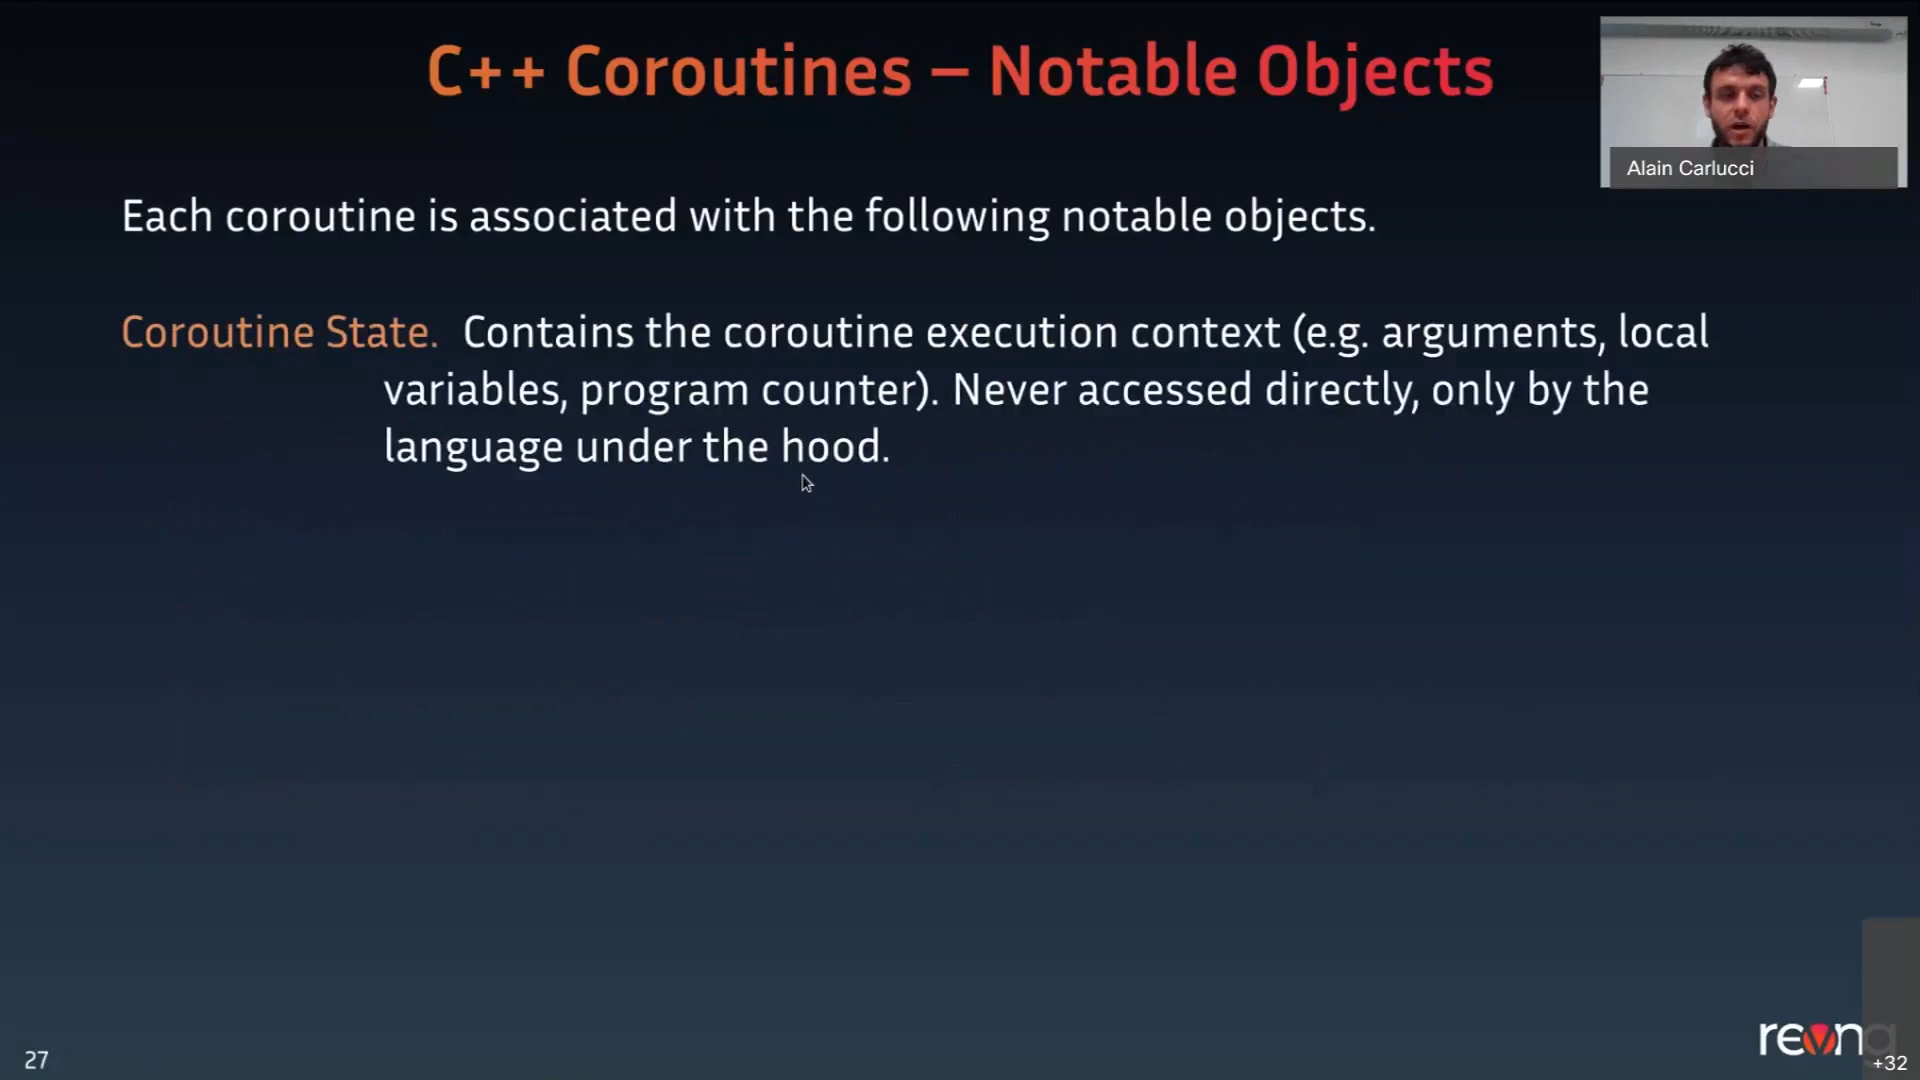 C++ Coroutines – Notable Objects
Alain Carlucci
Each coroutine is associated with the following notable objects.
Coroutine State. Contains the coroutine execution context (e.g. arguments, local
variables, program counter). Never accessed directly, only by the
language under the hood.
27
revng
+32